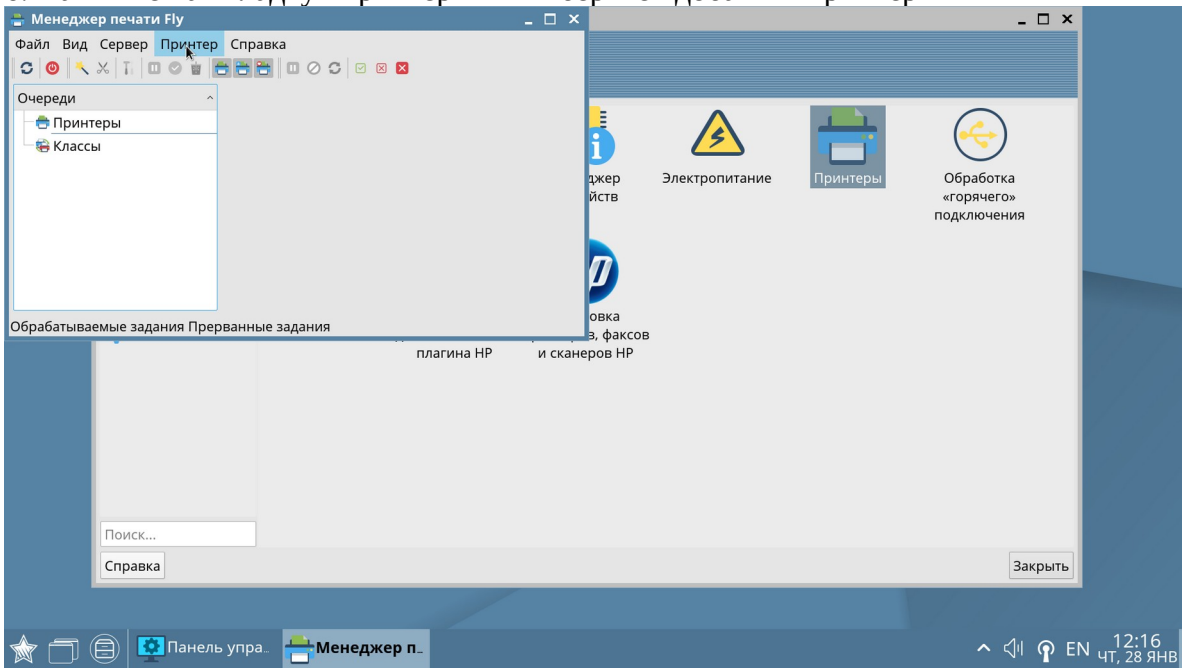 Менеджер печати Fly
Файл Вид Сервер Принтер Справка
Очереди
Принтеры
Классы
Обрабатываемые задания Прерванные задания
Электропитание
Принтеры
Обработка
«горячего»
подключения
плагина HP
и сканеров HP
Поиск...
Справка
Закрыть
Панель упра...
Менеджер п...
EN
12:16
ЧТ, 28 ЯНВ